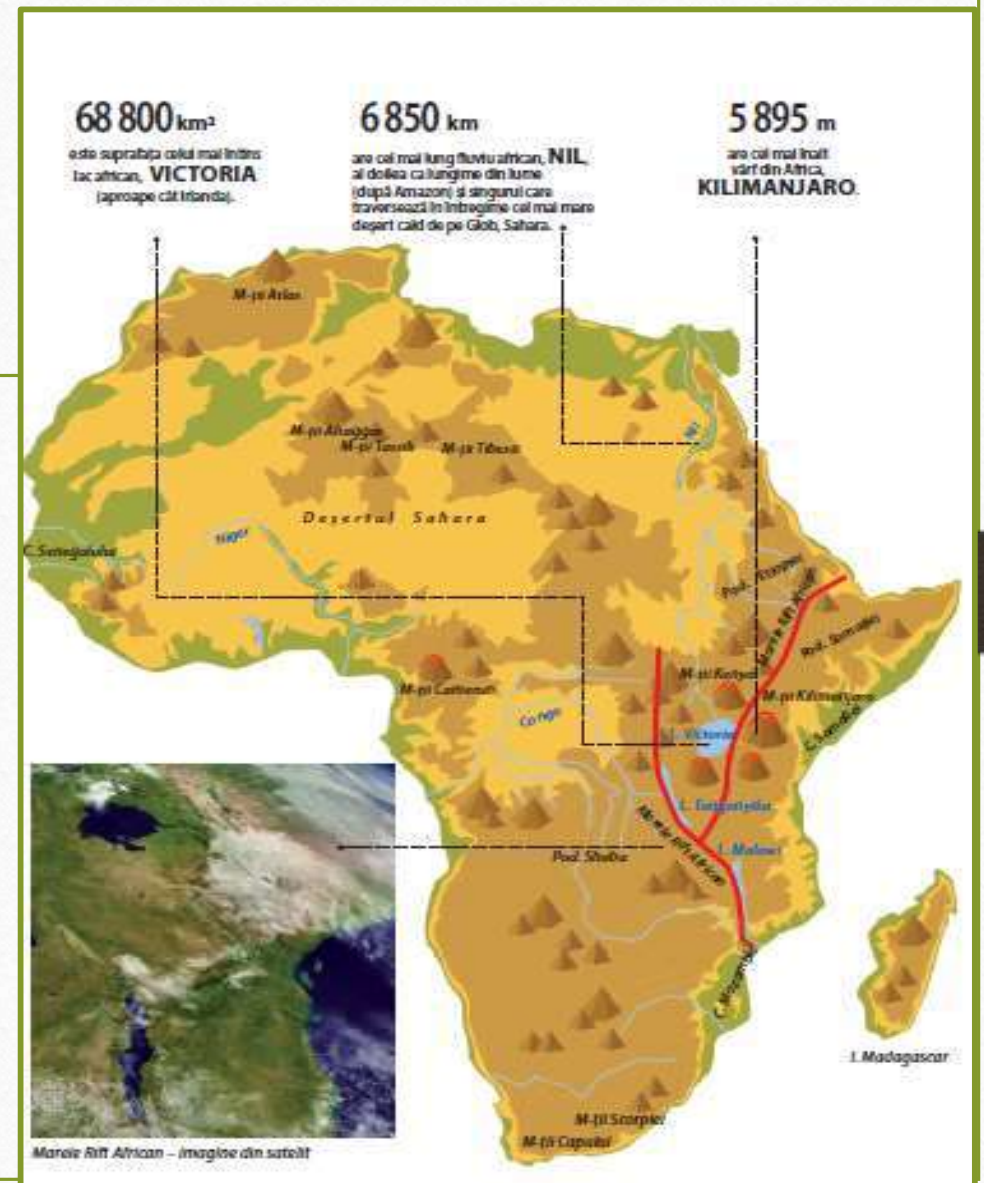 68 800 km²
este suprafața celui mai întins
lac african, VICTORIA
(aproape cât Irlanda).
6 850 km
are cel mai lung fluviu african, NIL,
al doilea ca lungime din lume
(după Amazon) și singurul care
traversează în întregime cel mai mare
deșert cald de pe Glob, Sahara.
5 895 m
are cel mai înalt
vârf din Africa,
KILIMANJARO.
M-ții Atlas
M-ții Ahaggar
M-ții Tassili
M-ții Tibesti
Nil
Deșertul Sahara
Niger
C. Senegalului
Pod. Etiopiei
Marele Rift African
Pod. Somaliei
M-ții Kenya
M-ții Camerun
M-ții Kilimanjaro
Congo
L. Victoria
C. Somaliei
L. Tanganyika
Marele Rift African
L. Malawi
Pod. Shaba
I. Madagascar
M-ții Scorpiei
M-ții Capului
Marele Rift African – imagine din satelit